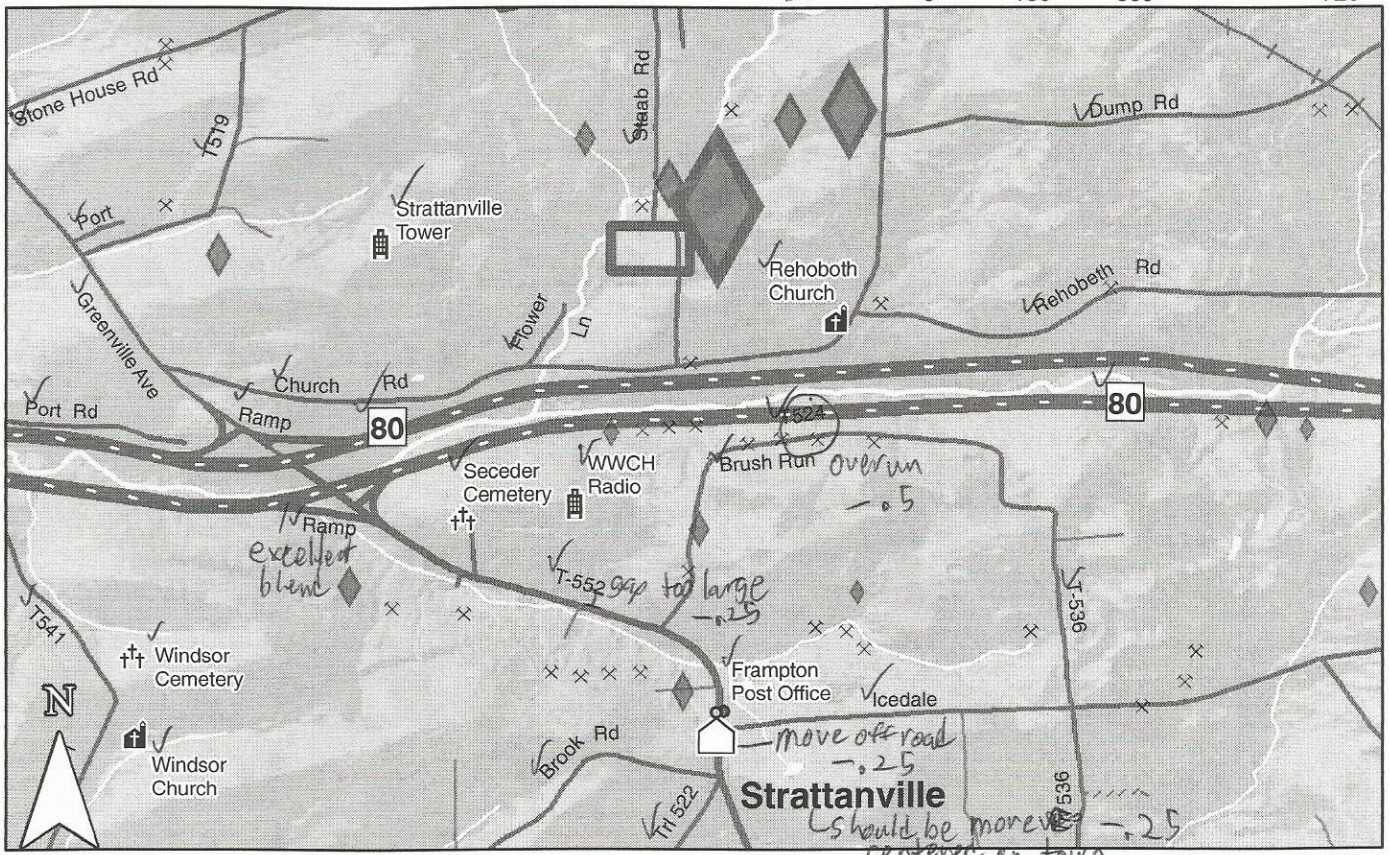 Stone House Rd
T519
Port
Strattanville
Tower
Staab Rd
Dump Rd
Rehoboth
Church
Rehobeth Rd
Greenville Ave
Flower
Ln
Church Rd
Port Rd
Ramp
80
80
T524
Seceder
Cemetery
WWCH
Radio
Brush Run
overun
-.5
Ramp
excellent
blend
T-552
gap too large
-.25
T541
T-536
Windsor
Cemetery
Frampton
Post Office
Icedale
N
move off road
-.25
Brook Rd
Windsor
Church
Strattanville
Trl 522
536
should be more -.25
centered on town